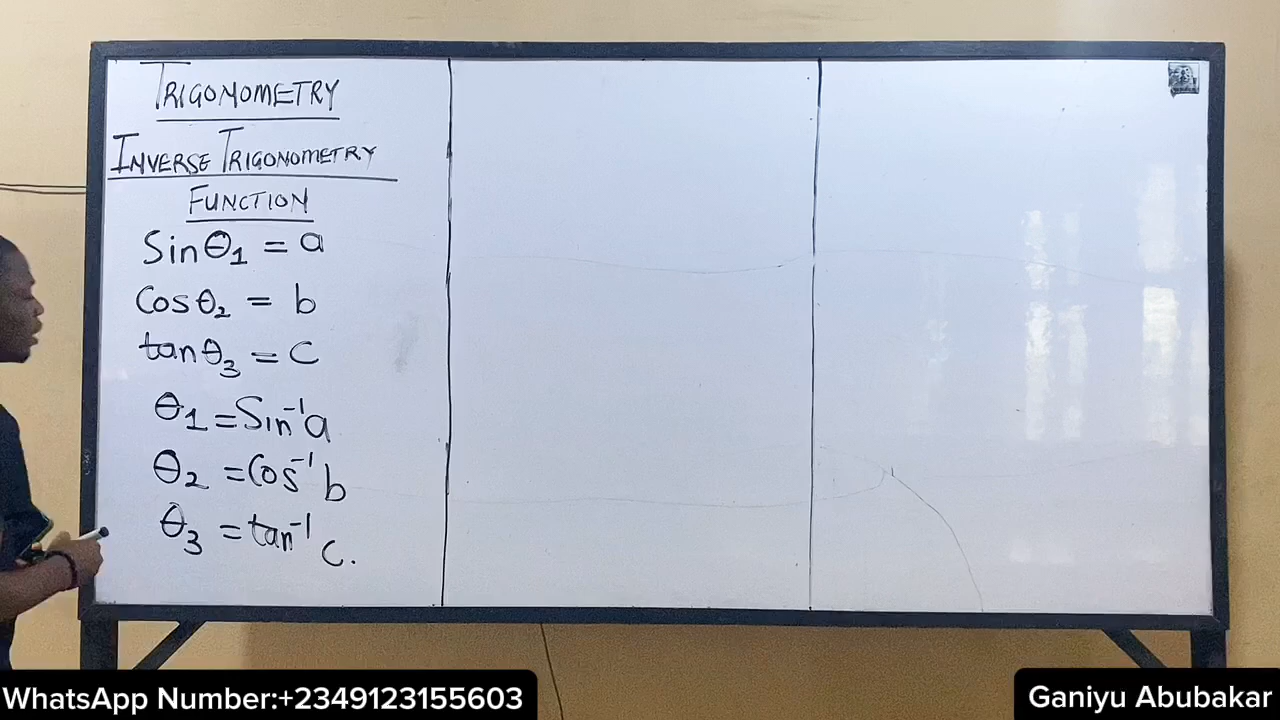 TRIGONOMETRY
INVERSE TRIGONOMETRY
FUNCTION
Sinθ₁ = a
Cosθ₂ = b
tanθ₃ = c
θ₁ = Sin⁻¹a
θ₂ = Cos⁻¹b
θ₃ = tan⁻¹c.
WhatsApp Number:+2349123155603
Ganiyu Abubakar